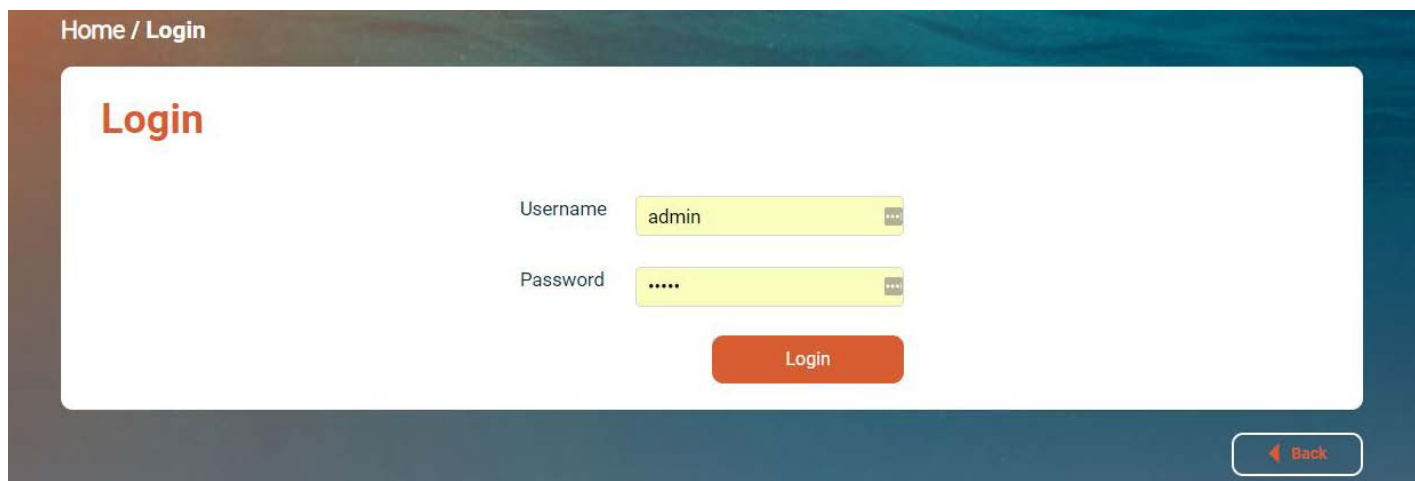 Home / Login
Login
Username admin
Password •••••
Login
Back